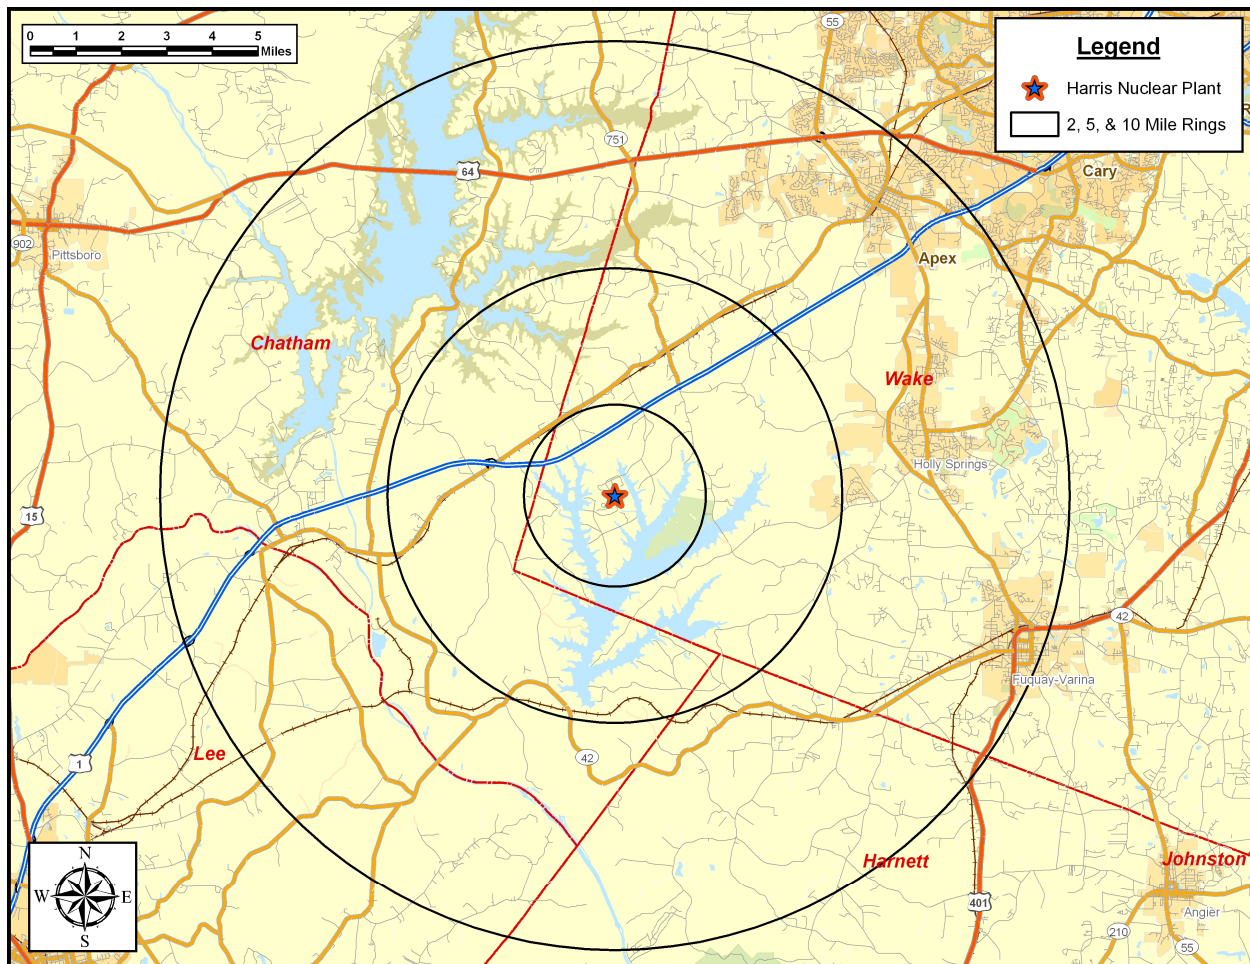 0 1 2 3 4 5
Miles
55
Legend
Harris Nuclear Plant
2, 5, & 10 Mile Rings
751
64
Cary
902
Pittsboro
Apex
Chatham
Wake
Holly Springs
15
42
Fuquay-Varina
Lee
1
42
Harnett
Johnston
N
W E
S
401
Angier
210
55